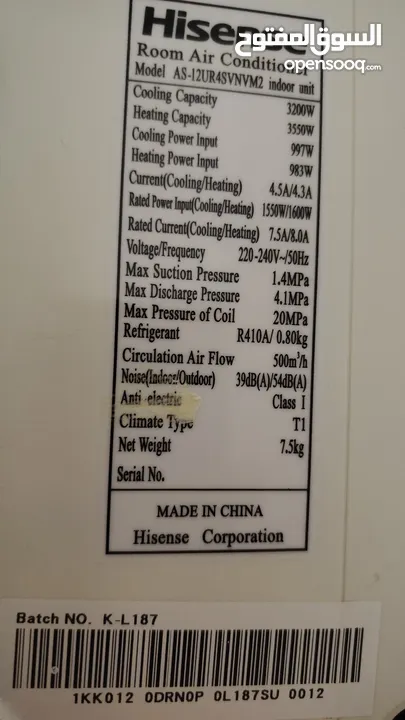 السوق المفتوح
opensooq.com
Hisense
Room Air Conditioner
Model AS-12UR4SVNVM2 indoor unit
Cooling Capacity 3200W
Heating Capacity 3550W
Cooling Power Input 997W
Heating Power Input 983W
Current(Cooling/Heating) 4.5A/4.3A
Rated Power Input(Cooling/Heating) 1550W/1600W
Rated Current(Cooling/Heating) 7.5A/8.0A
Voltage/Frequency 220-240V~/50Hz
Max Suction Pressure 1.4MPa
Max Discharge Pressure 4.1MPa
Max Pressure of Coil 20MPa
Refrigerant R410A/ 0.80kg
Circulation Air Flow 500m³/h
Noise(Indoor/Outdoor) 39dB(A)/54dB(A)
Anti electric Class I
Climate Type T1
Net Weight 7.5kg
Serial No.
MADE IN CHINA
Hisense Corporation
Batch NO. K-L187
1KK012 0DRN0P 0L187SU 0012